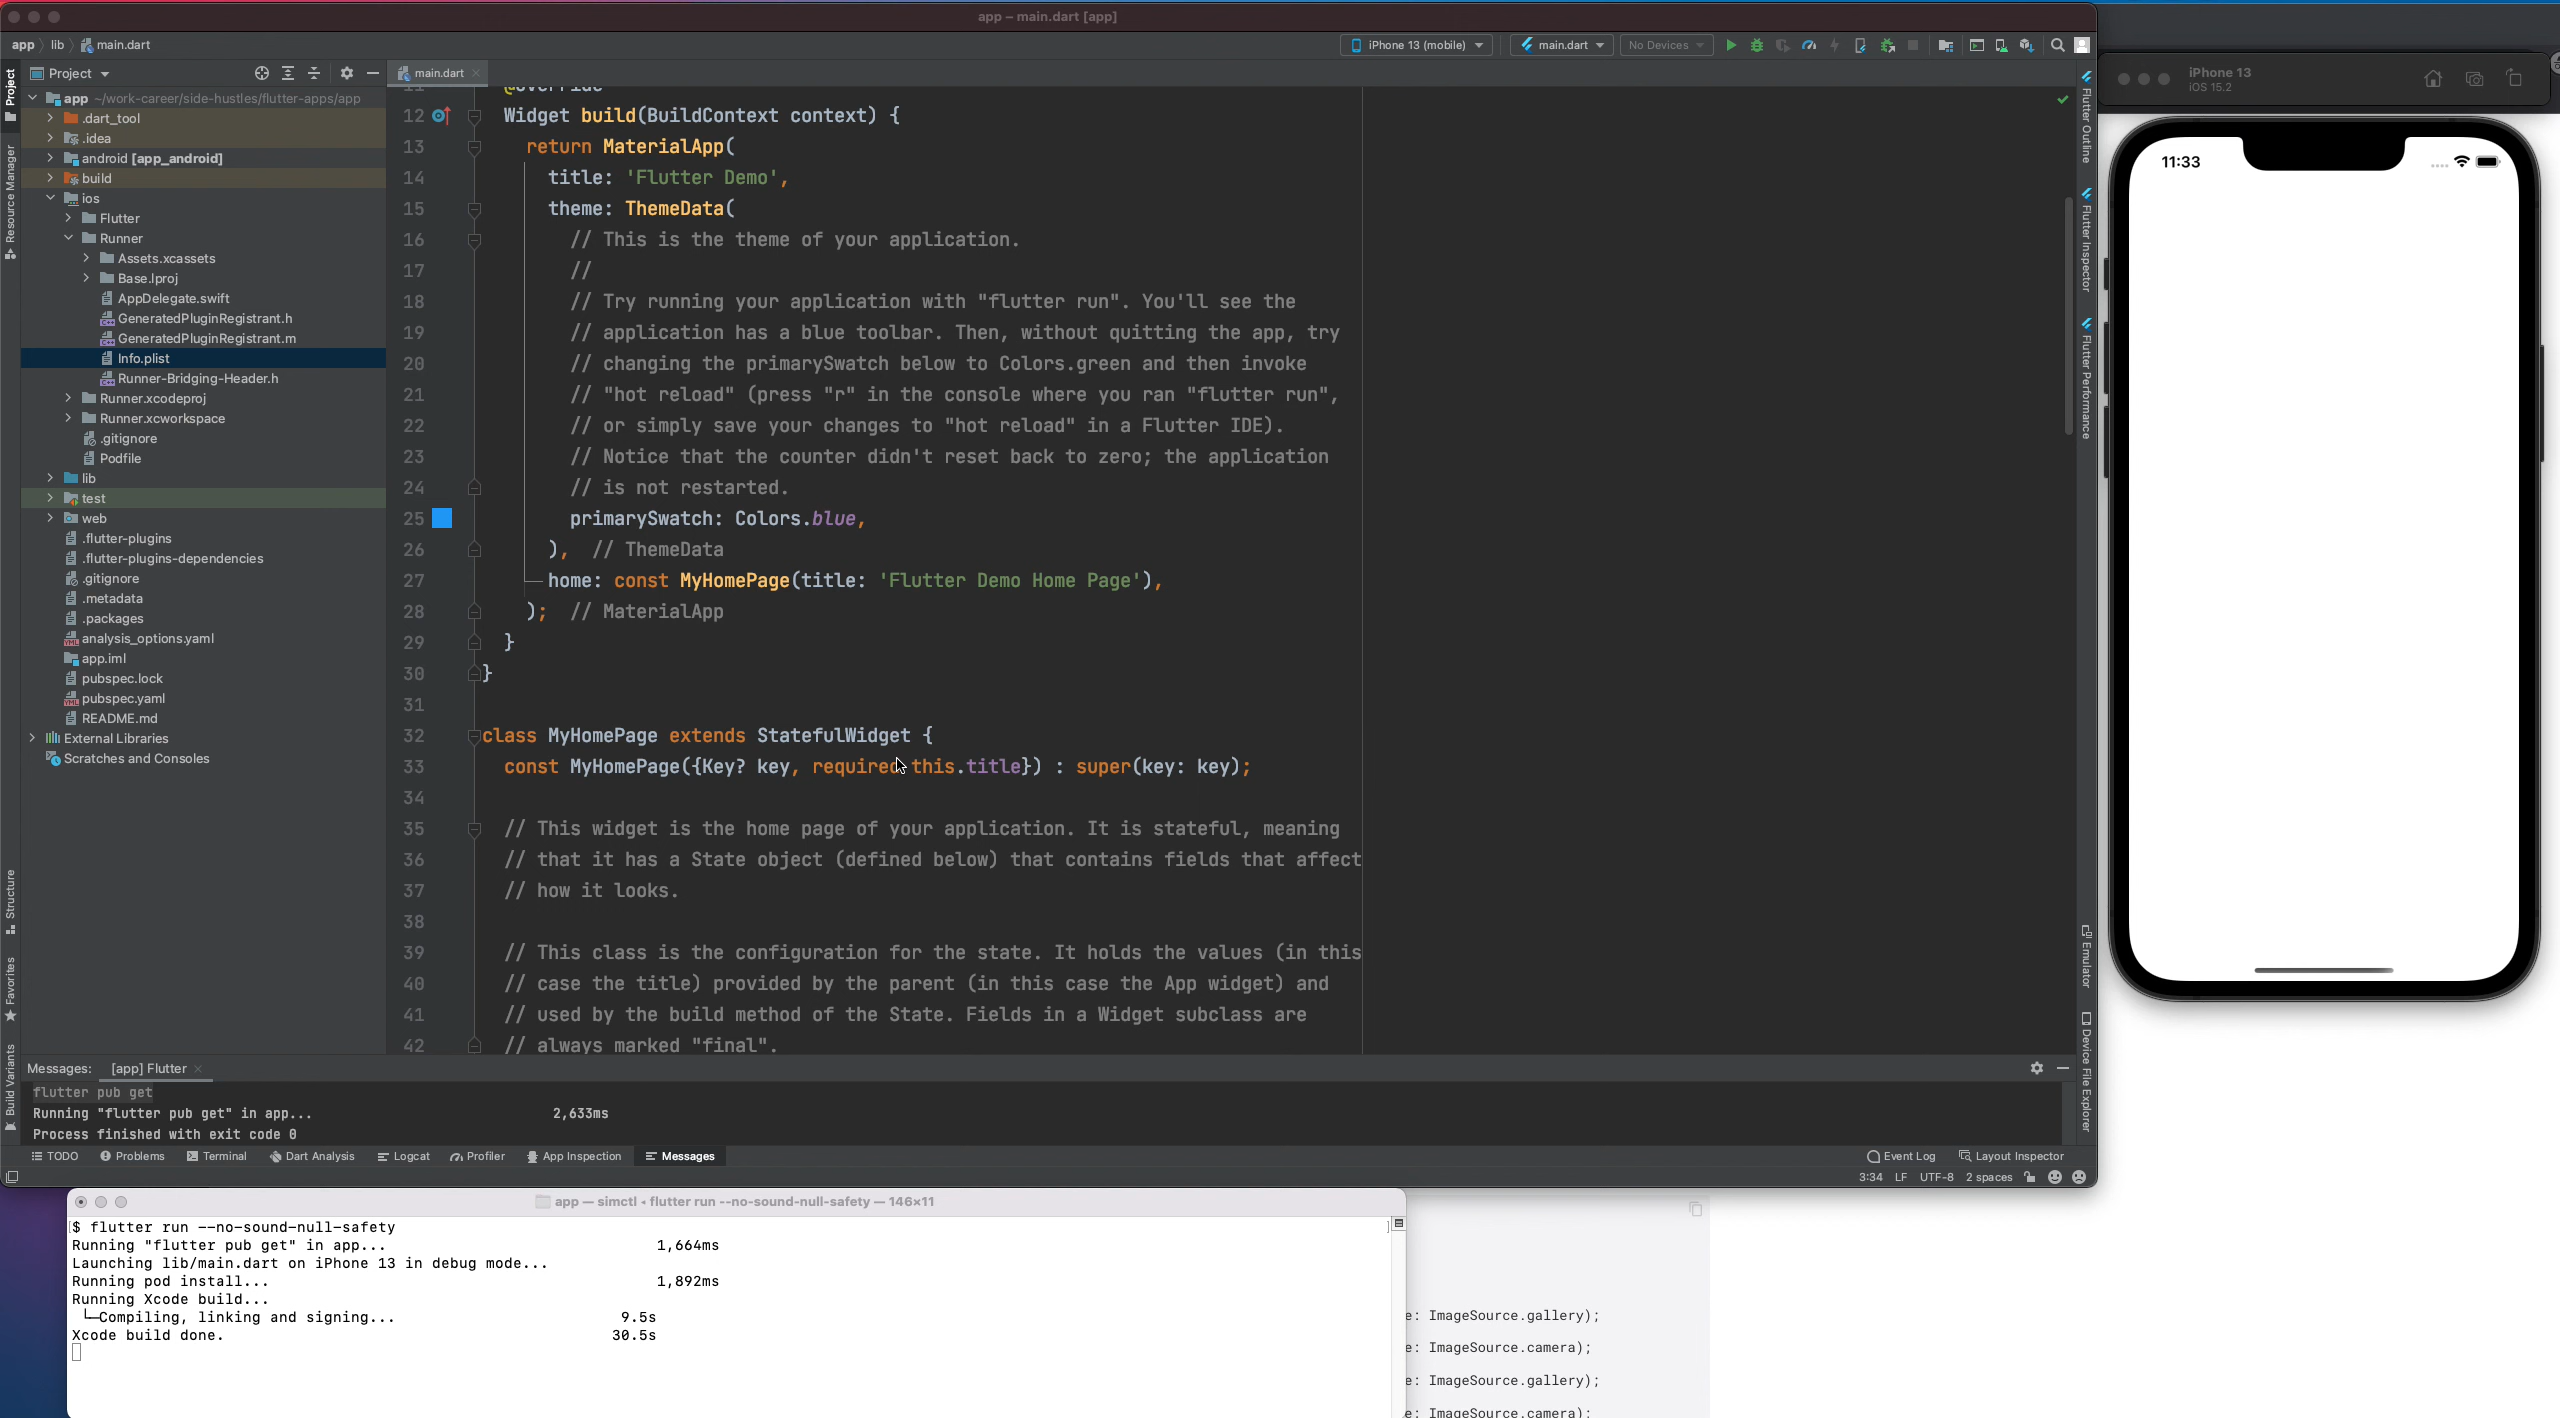 app – main.dart [app]
app lib main.dart
iPhone 13 (mobile) main.dart No Devices
Project
main.dart
app ~/work-career/side-hustles/flutter-apps/app
.dart_tool
.idea
android [app_android]
build
ios
Flutter
Runner
Assets.xcassets
Base.lproj
AppDelegate.swift
GeneratedPluginRegistrant.h
GeneratedPluginRegistrant.m
Info.plist
Runner-Bridging-Header.h
Runner.xcodeproj
Runner.xcworkspace
.gitignore
Podfile
lib
test
web
.flutter-plugins
.flutter-plugins-dependencies
.gitignore
.metadata
.packages
analysis_options.yaml
app.iml
pubspec.lock
pubspec.yaml
README.md
External Libraries
Scratches and Consoles
Project
Resource Manager
Structure
Favorites
Build Variants
12 Widget build(BuildContext context) {
13 return MaterialApp(
14 title: 'Flutter Demo',
15 theme: ThemeData(
16 // This is the theme of your application.
17 //
18 // Try running your application with "flutter run". You'll see the
19 // application has a blue toolbar. Then, without quitting the app, try
20 // changing the primarySwatch below to Colors.green and then invoke
21 // "hot reload" (press "r" in the console where you ran "flutter run",
22 // or simply save your changes to "hot reload" in a Flutter IDE).
23 // Notice that the counter didn't reset back to zero; the application
24 // is not restarted.
25 primarySwatch: Colors.blue,
26 ), // ThemeData
27 home: const MyHomePage(title: 'Flutter Demo Home Page'),
28 ); // MaterialApp
29 }
30 }
31
32 class MyHomePage extends StatefulWidget {
33 const MyHomePage({Key? key, required this.title}) : super(key: key);
34
35 // This widget is the home page of your application. It is stateful, meaning
36 // that it has a State object (defined below) that contains fields that affect
37 // how it looks.
38
39 // This class is the configuration for the state. It holds the values (in this
40 // case the title) provided by the parent (in this case the App widget) and
41 // used by the build method of the State. Fields in a Widget subclass are
42 // always marked "final".
Flutter Outline
Flutter Inspector
Flutter Performance
Emulator
Device File Explorer
iPhone 13
iOS 15.2
11:33
Messages: [app] Flutter
flutter pub get
Running "flutter pub get" in app... 2,633ms
Process finished with exit code 0
TODO Problems Terminal Dart Analysis Logcat Profiler App Inspection Messages Event Log Layout Inspector
3:34 LF UTF-8 2 spaces
app — simctl ◂ flutter run --no-sound-null-safety — 146×11
[$ flutter run --no-sound-null-safety ]
Running "flutter pub get" in app... 1,664ms
Launching lib/main.dart on iPhone 13 in debug mode...
Running pod install... 1,892ms
Running Xcode build...
└─Compiling, linking and signing... 9.5s
Xcode build done. 30.5s
e: ImageSource.gallery);
e: ImageSource.camera);
e: ImageSource.gallery);
e: ImageSource.camera);